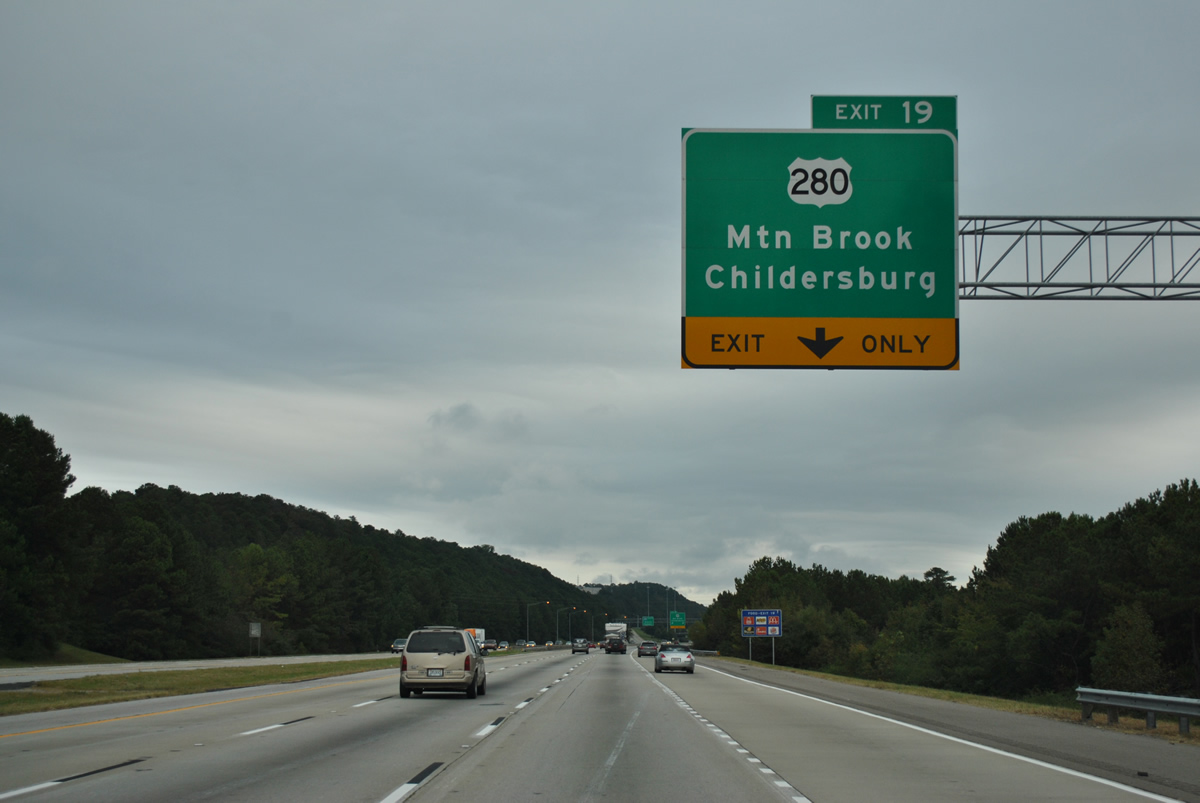 EXIT 19
280
Mtn Brook
Childersburg
EXIT ONLY